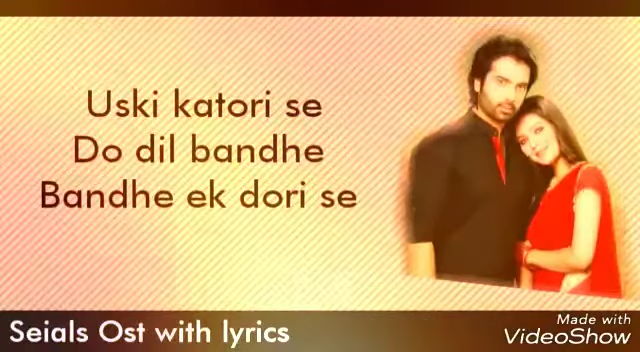 Uski katori se
Do dil bandhe
Bandhe ek dori se
Seials Ost with lyrics
Made with
VideoShow